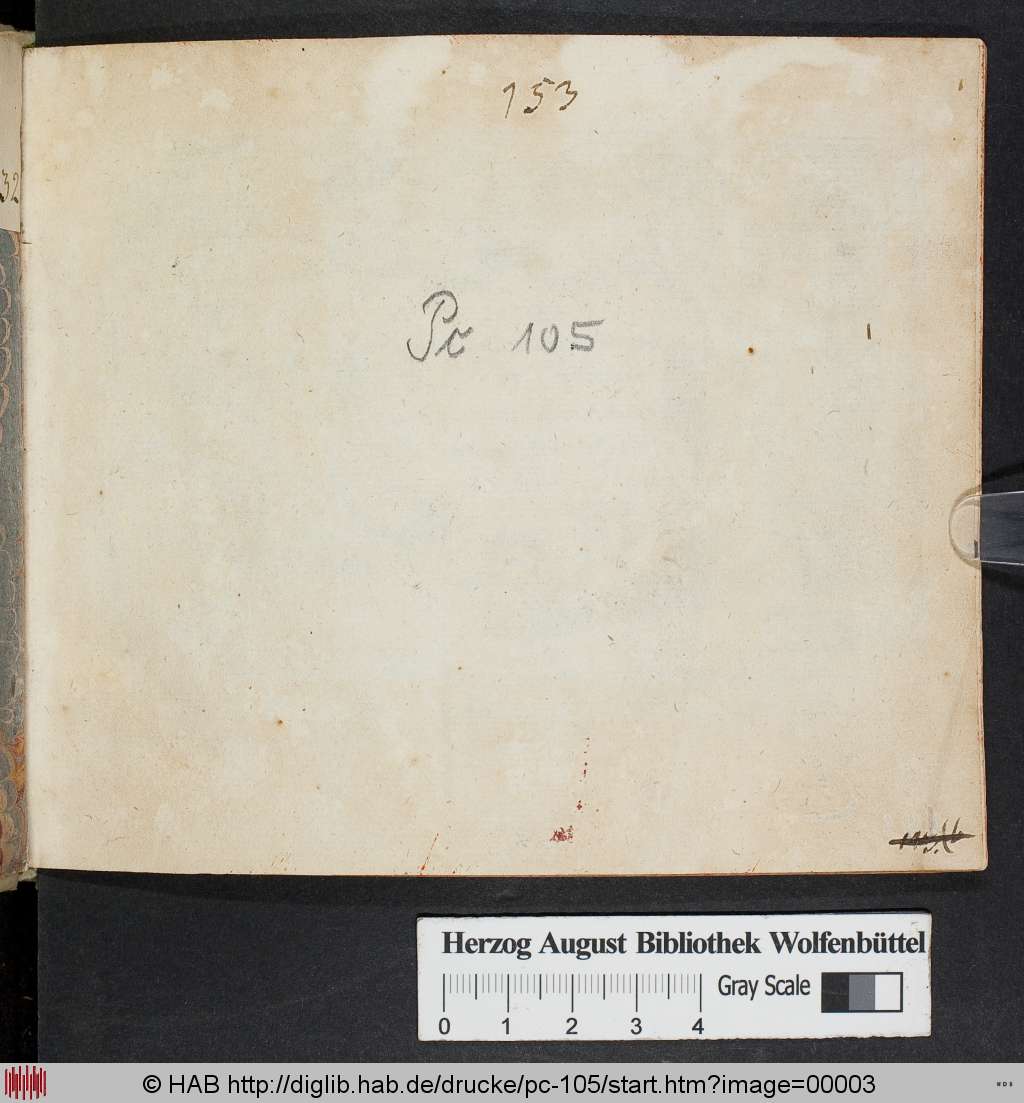 153
32
Pc 105
Herzog August Bibliothek Wolfenbüttel
Gray Scale
0 1 2 3 4
© HAB http://diglib.hab.de/drucke/pc-105/start.htm?image=00003